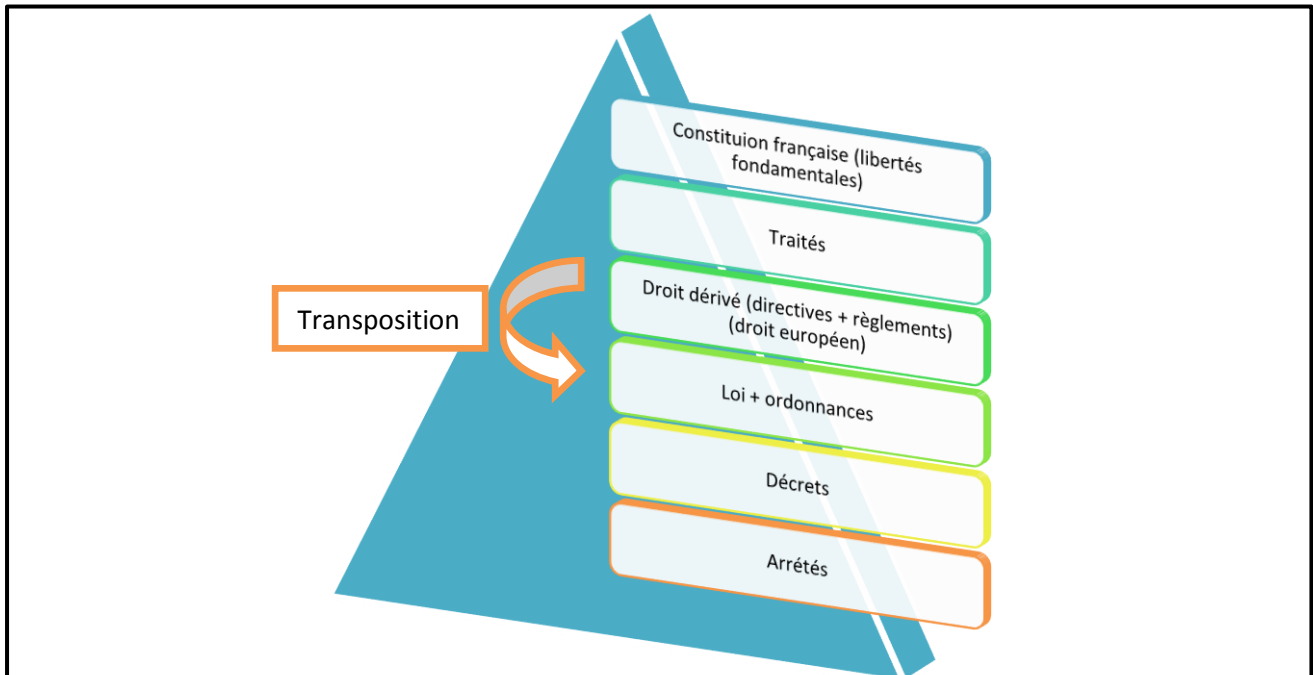 Constituion française (libertés
fondamentales)
Traités
Droit dérivé (directives + règlements)
(droit européen)
Transposition
Loi + ordonnances
Décrets
Arrétés